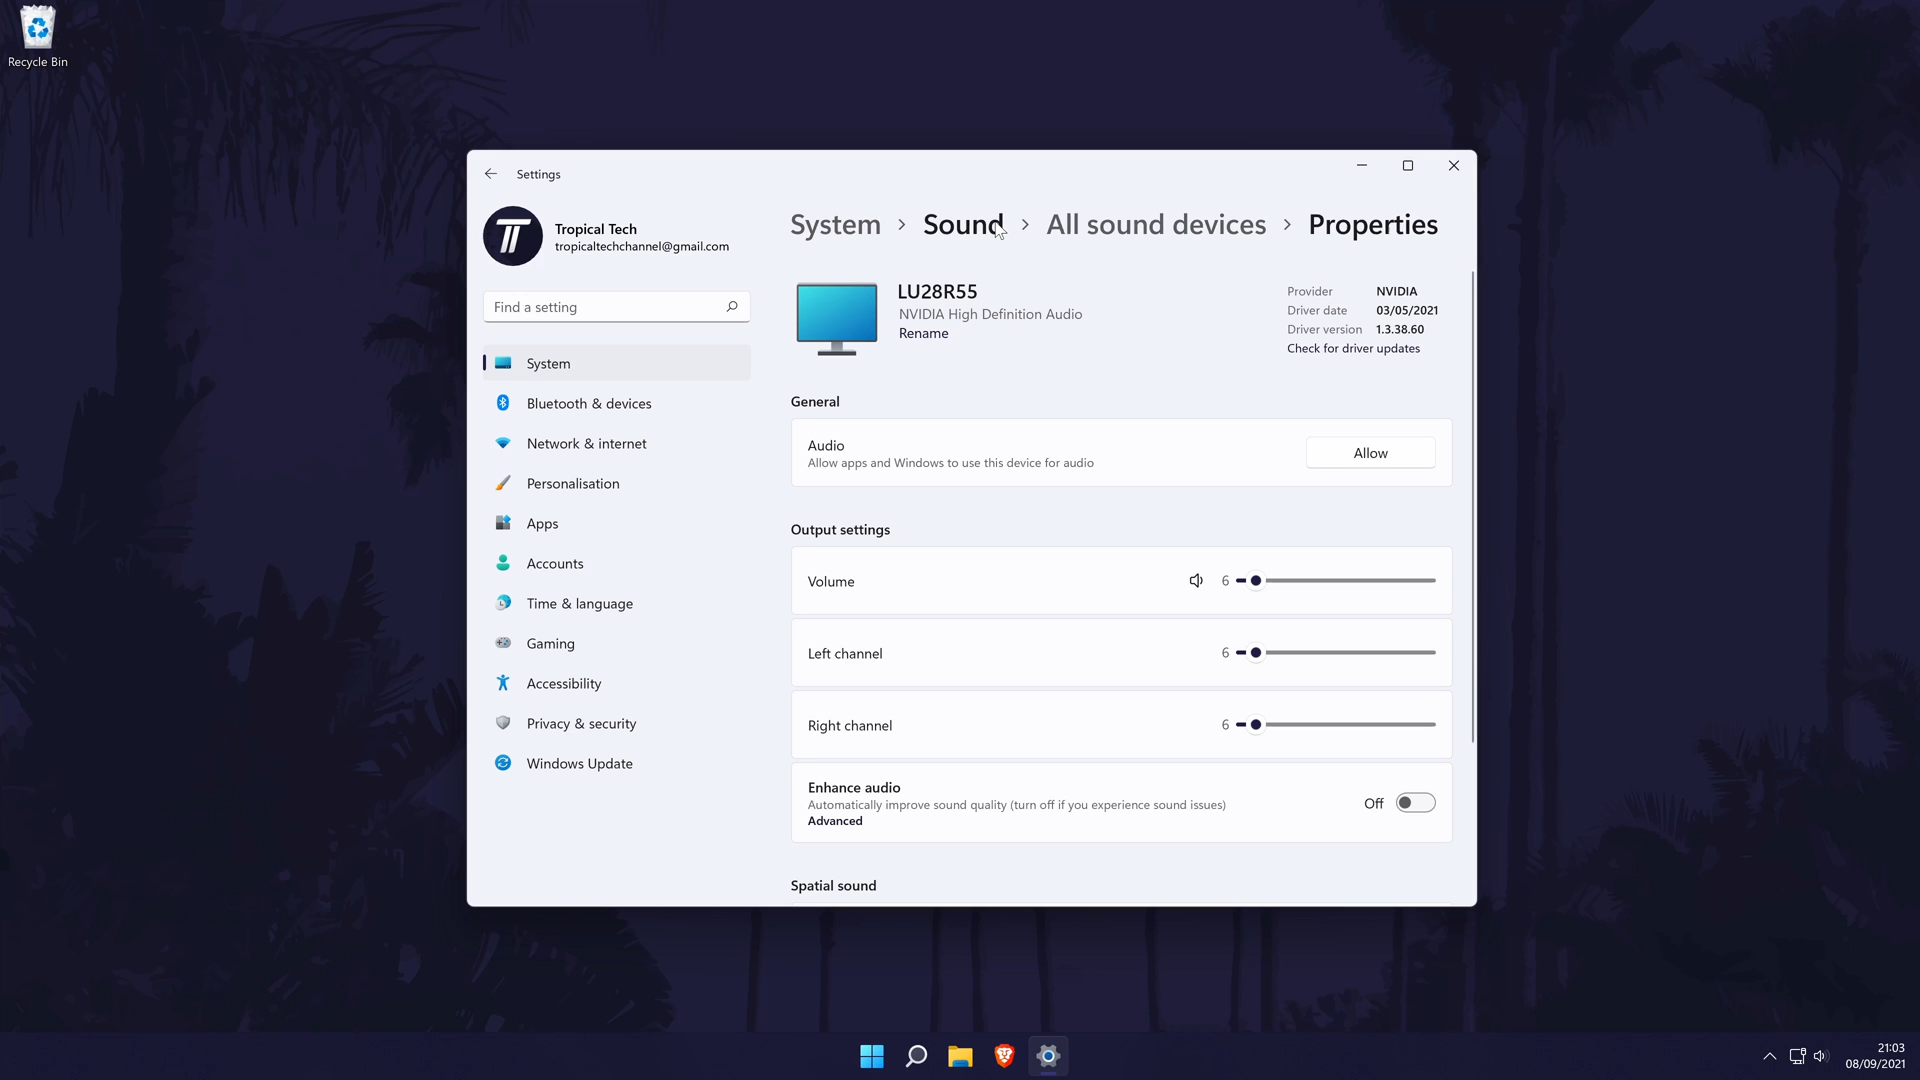 Recycle Bin
Settings
Tropical Tech
tropicaltechchannel@gmail.com
Find a setting
System
Bluetooth & devices
Network & internet
Personalisation
Apps
Accounts
Time & language
Gaming
Accessibility
Privacy & security
Windows Update
System > Sound > All sound devices > Properties
LU28R55
NVIDIA High Definition Audio
Rename
Provider NVIDIA
Driver date 03/05/2021
Driver version 1.3.38.60
Check for driver updates
General
Audio
Allow apps and Windows to use this device for audio
Allow
Output settings
Volume 6
Left channel 6
Right channel 6
Enhance audio
Automatically improve sound quality (turn off if you experience sound issues)
Advanced
Off
Spatial sound
21:03
08/09/2021